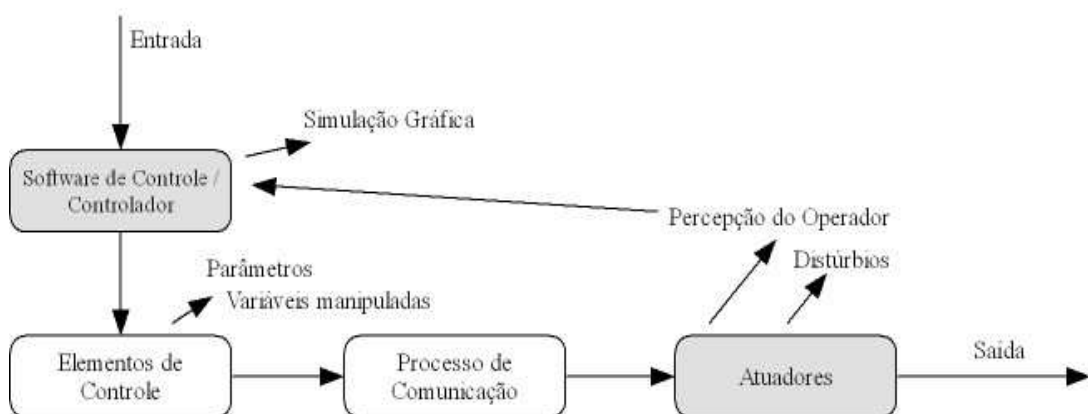 Entrada
Simulação Gráfica
Software de Controle /
Controlador
Percepção do Operador
Distúrbios
Parâmetros
Variáveis manipuladas
Elementos de
Controle
Processo de
Comunicação
Atuadores
Saida